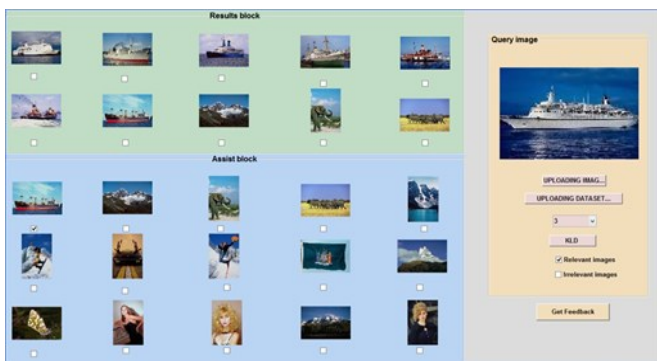 Results block
Query image
Assist block
UPLOADING IMAG...
UPLOADING DATASET...
3
KLD
Relevant images
Irrelevant images
Get Feedback